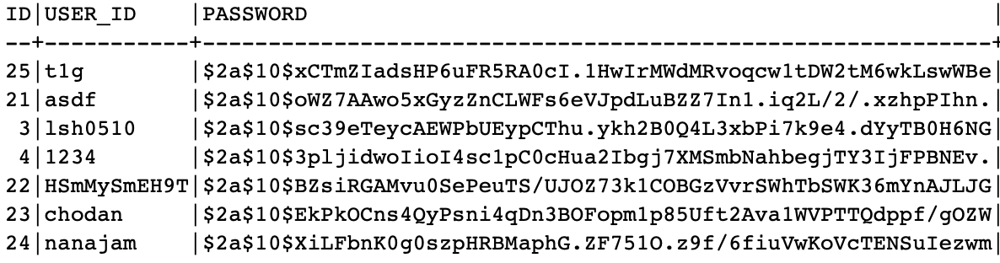 ID|USER_ID    |PASSWORD                                                    |
--+-----------+------------------------------------------------------------+
25|t1g        |$2a$10$xCTmZIadsHP6uFR5RA0cI.1HwIrMWdMRvoqcw1tDW2tM6wkLswWBe|
21|asdf       |$2a$10$oWZ7AAwo5xGyzZnCLWFs6eVJpdLuBZZ7In1.iq2L/2/.xzhpPIhn.|
 3|lsh0510    |$2a$10$sc39eTeycAEWPbUEypCThu.ykh2B0Q4L3xbPi7k9e4.dYyTB0H6NG|
 4|1234       |$2a$10$3pljidwoIioI4sc1pC0cHua2Ibgj7XMSmbNahbegjTY3IjFPBNEv.|
22|HSmMySmEH9T|$2a$10$BZsiRGAMvu0SePeuTS/UJOZ73k1COBGzVvrSWhTbSWK36mYnAJLJG|
23|chodan     |$2a$10$EkPkOCns4QyPsni4qDn3BOFopm1p85Uft2Ava1WVPTTQdppf/gOZW|
24|nanajam    |$2a$10$XiLFbnK0g0szpHRBMaphG.ZF751O.z9f/6fiuVwKoVcTENSuIezwm|